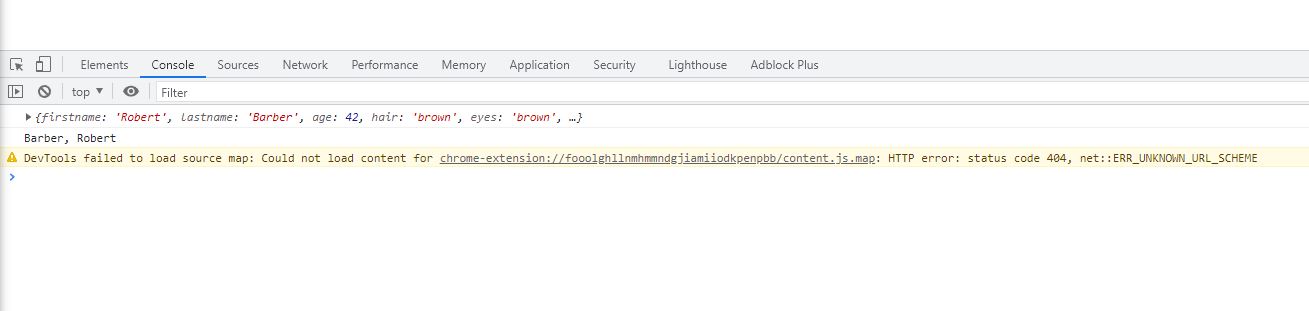 Elements Console Sources Network Performance Memory Application Security Lighthouse Adblock Plus
top Filter
{firstname: 'Robert', lastname: 'Barber', age: 42, hair: 'brown', eyes: 'brown', …}
Barber, Robert
DevTools failed to load source map: Could not load content for chrome-extension://fooolghllnmhmmndgjiamiiodkpenpbb/content.js.map: HTTP error: status code 404, net::ERR_UNKNOWN_URL_SCHEME